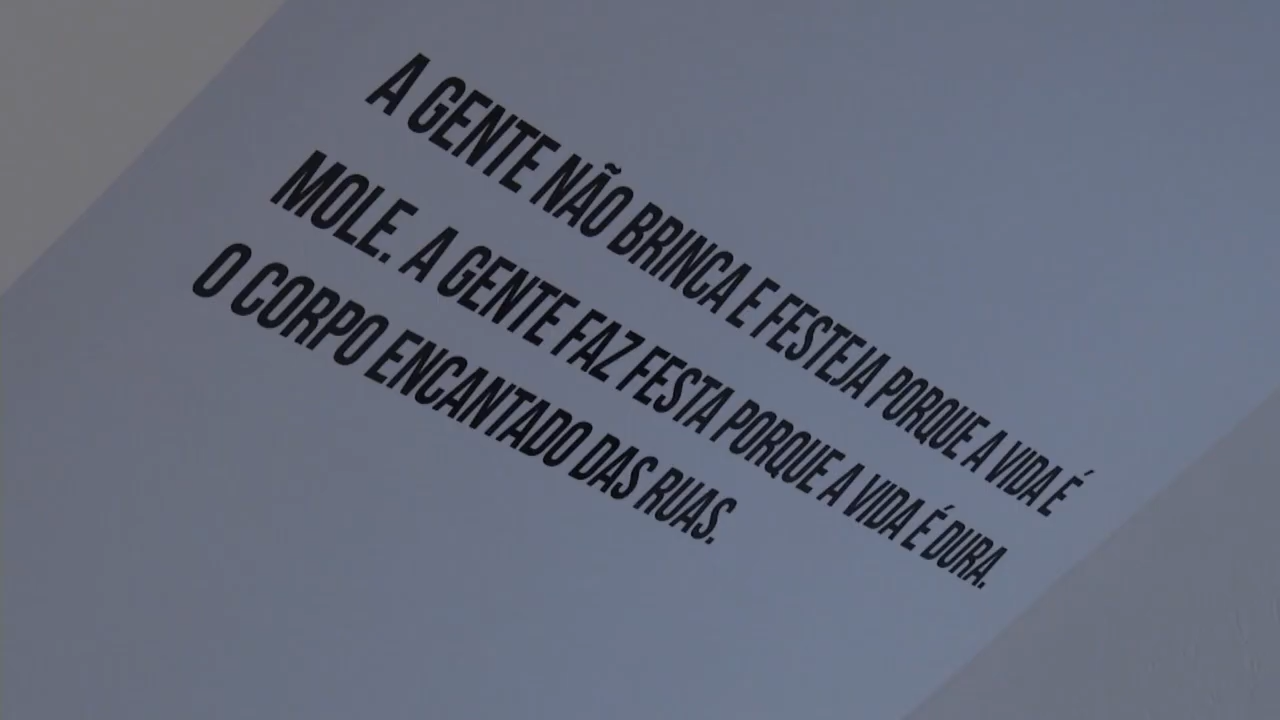 A GENTE NÃO BRINCA E FESTEJA PORQUE A VIDA É
MOLE. A GENTE FAZ FESTA PORQUE A VIDA É DURA.
O CORPO ENCANTADO DAS RUAS.